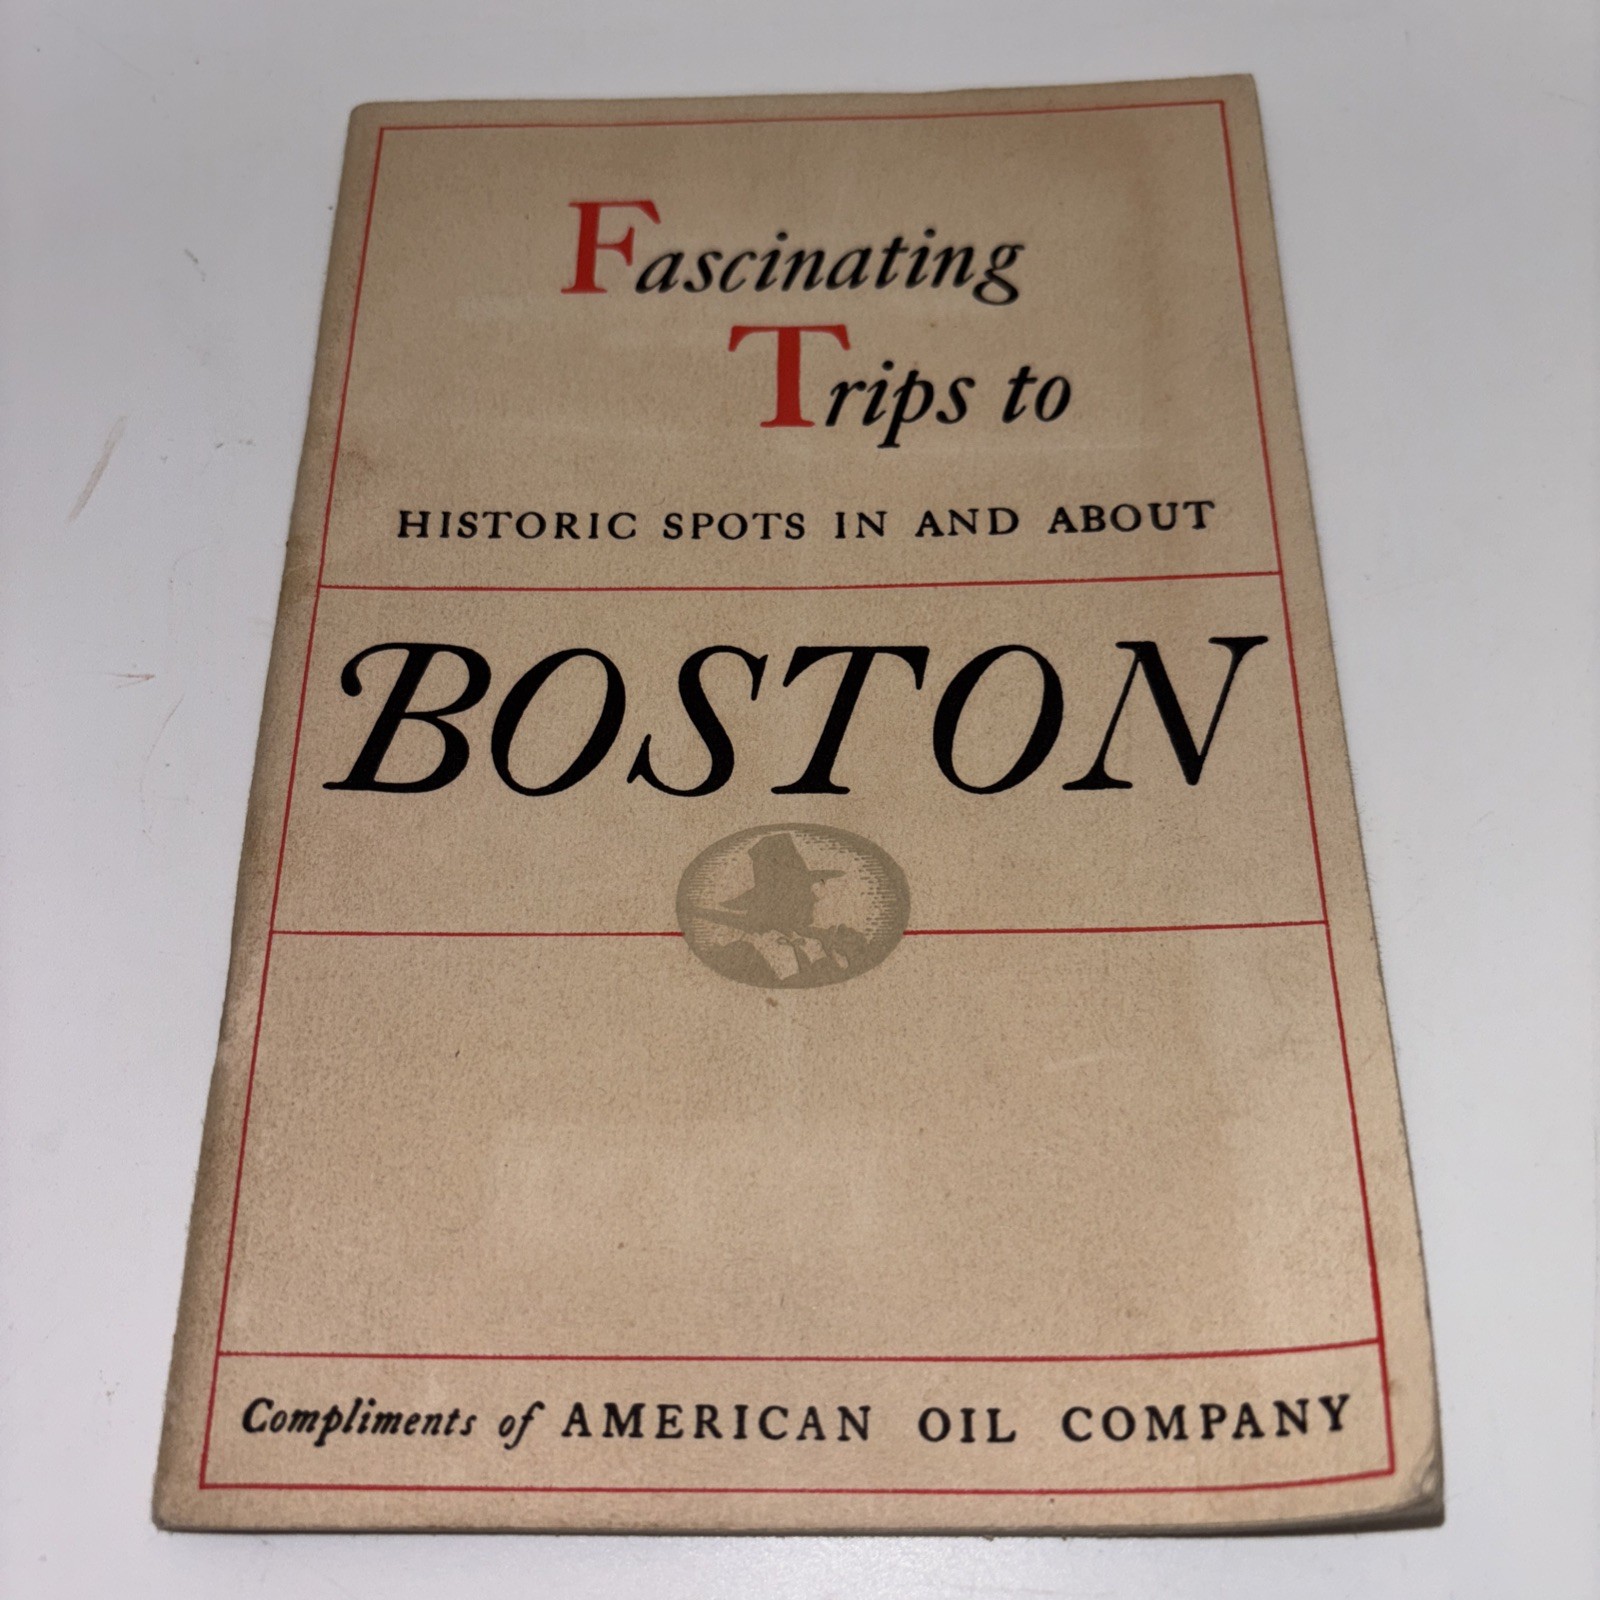 Fascinating
Trips to
HISTORIC SPOTS IN AND ABOUT
BOSTON
Compliments of AMERICAN OIL COMPANY